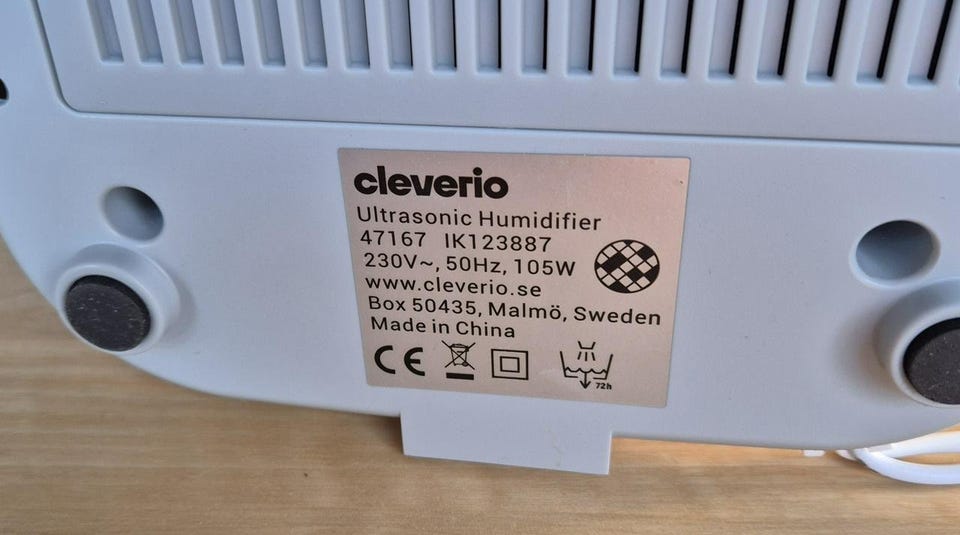 cleverio
Ultrasonic Humidifier
47167 IK123887
230V~, 50Hz, 105W
www.cleverio.se
Box 50435, Malmö, Sweden
Made in China
CE
72h